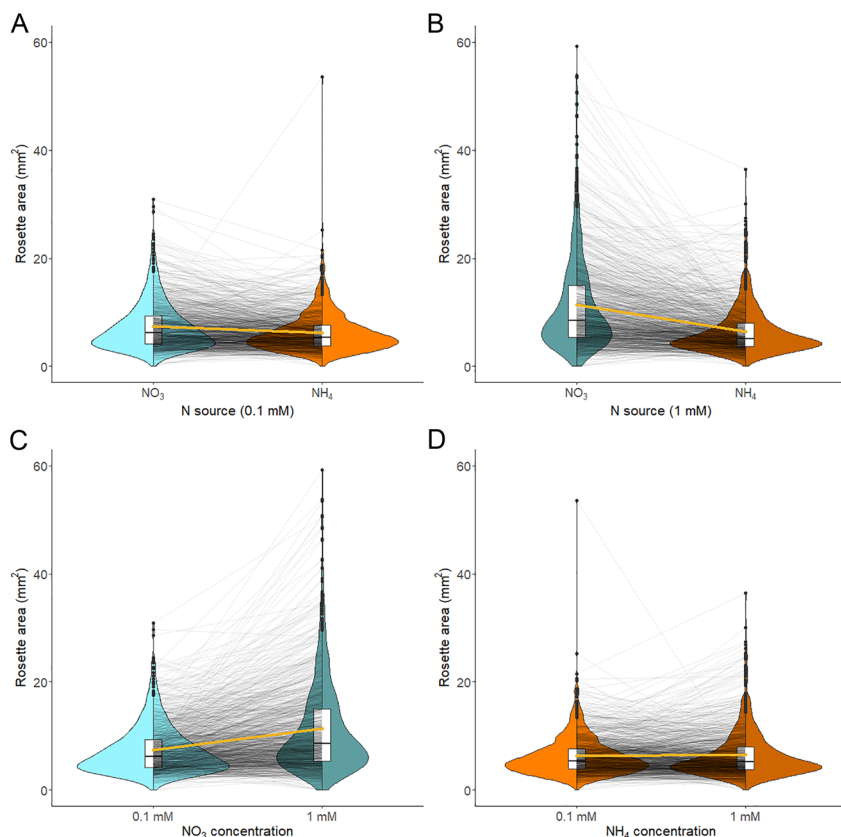 A
60
40
20
0
Rosette area (mm²)
NO₃
NH₄
N source (0.1 mM)
B
60
40
20
0
Rosette area (mm²)
NO₃
NH₄
N source (1 mM)
C
60
40
20
0
Rosette area (mm²)
0.1 mM
1 mM
NO₃ concentration
D
60
40
20
0
Rosette area (mm²)
0.1 mM
1 mM
NH₄ concentration